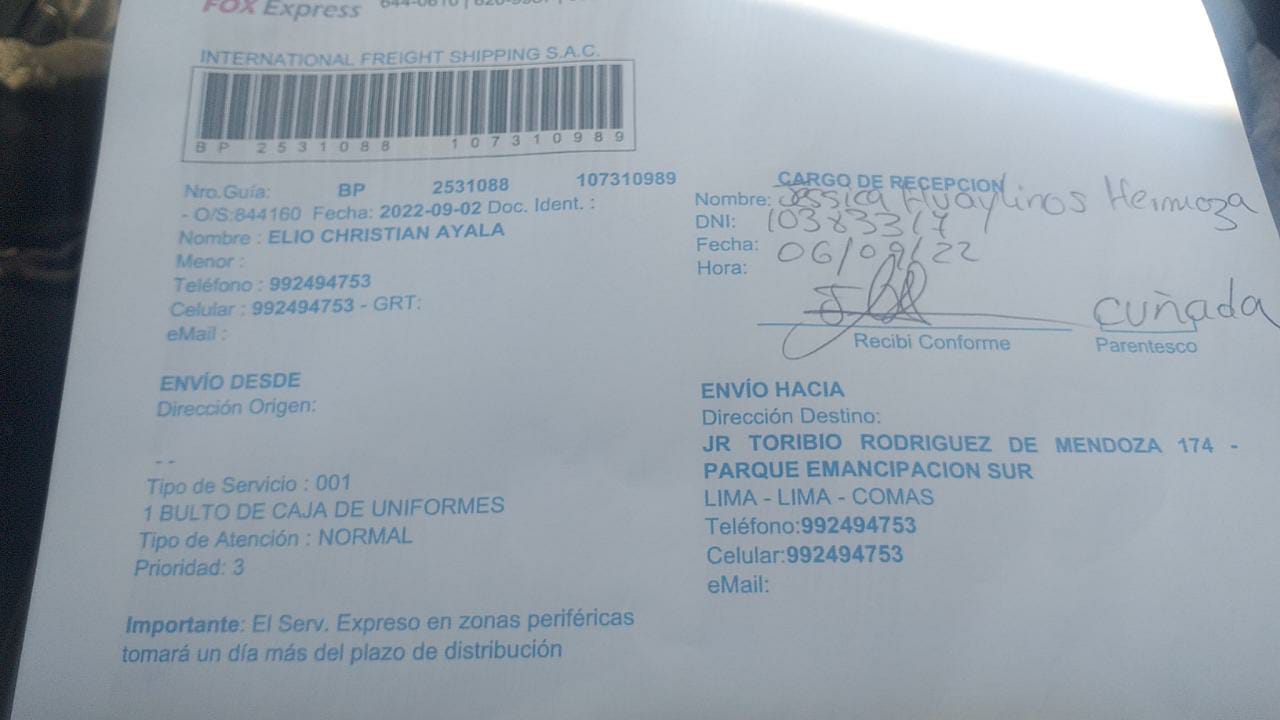 FOX Express
INTERNATIONAL FREIGHT SHIPPING S.A.C.
BP 2531088 107310989
Nro.Guía: BP 2531088 107310989
- O/S:844160 Fecha: 2022-09-02 Doc. Ident. :
Nombre : ELIO CHRISTIAN AYALA
Menor :
Teléfono : 992494753
Celular : 992494753 - GRT:
eMail :
CARGO DE RECEPCION
Nombre: Jessica Huaylinos Hermoza
DNI: 10383317
Fecha: 06/09/22
Hora:
cuñada
Recibi Conforme Parentesco
ENVÍO DESDE
Dirección Origen:
- -
Tipo de Servicio : 001
1 BULTO DE CAJA DE UNIFORMES
Tipo de Atención : NORMAL
Prioridad: 3
ENVÍO HACIA
Dirección Destino:
JR TORIBIO RODRIGUEZ DE MENDOZA 174 -
PARQUE EMANCIPACION SUR
LIMA - LIMA - COMAS
Teléfono:992494753
Celular:992494753
eMail:
Importante: El Serv. Expreso en zonas periféricas
tomará un día más del plazo de distribución